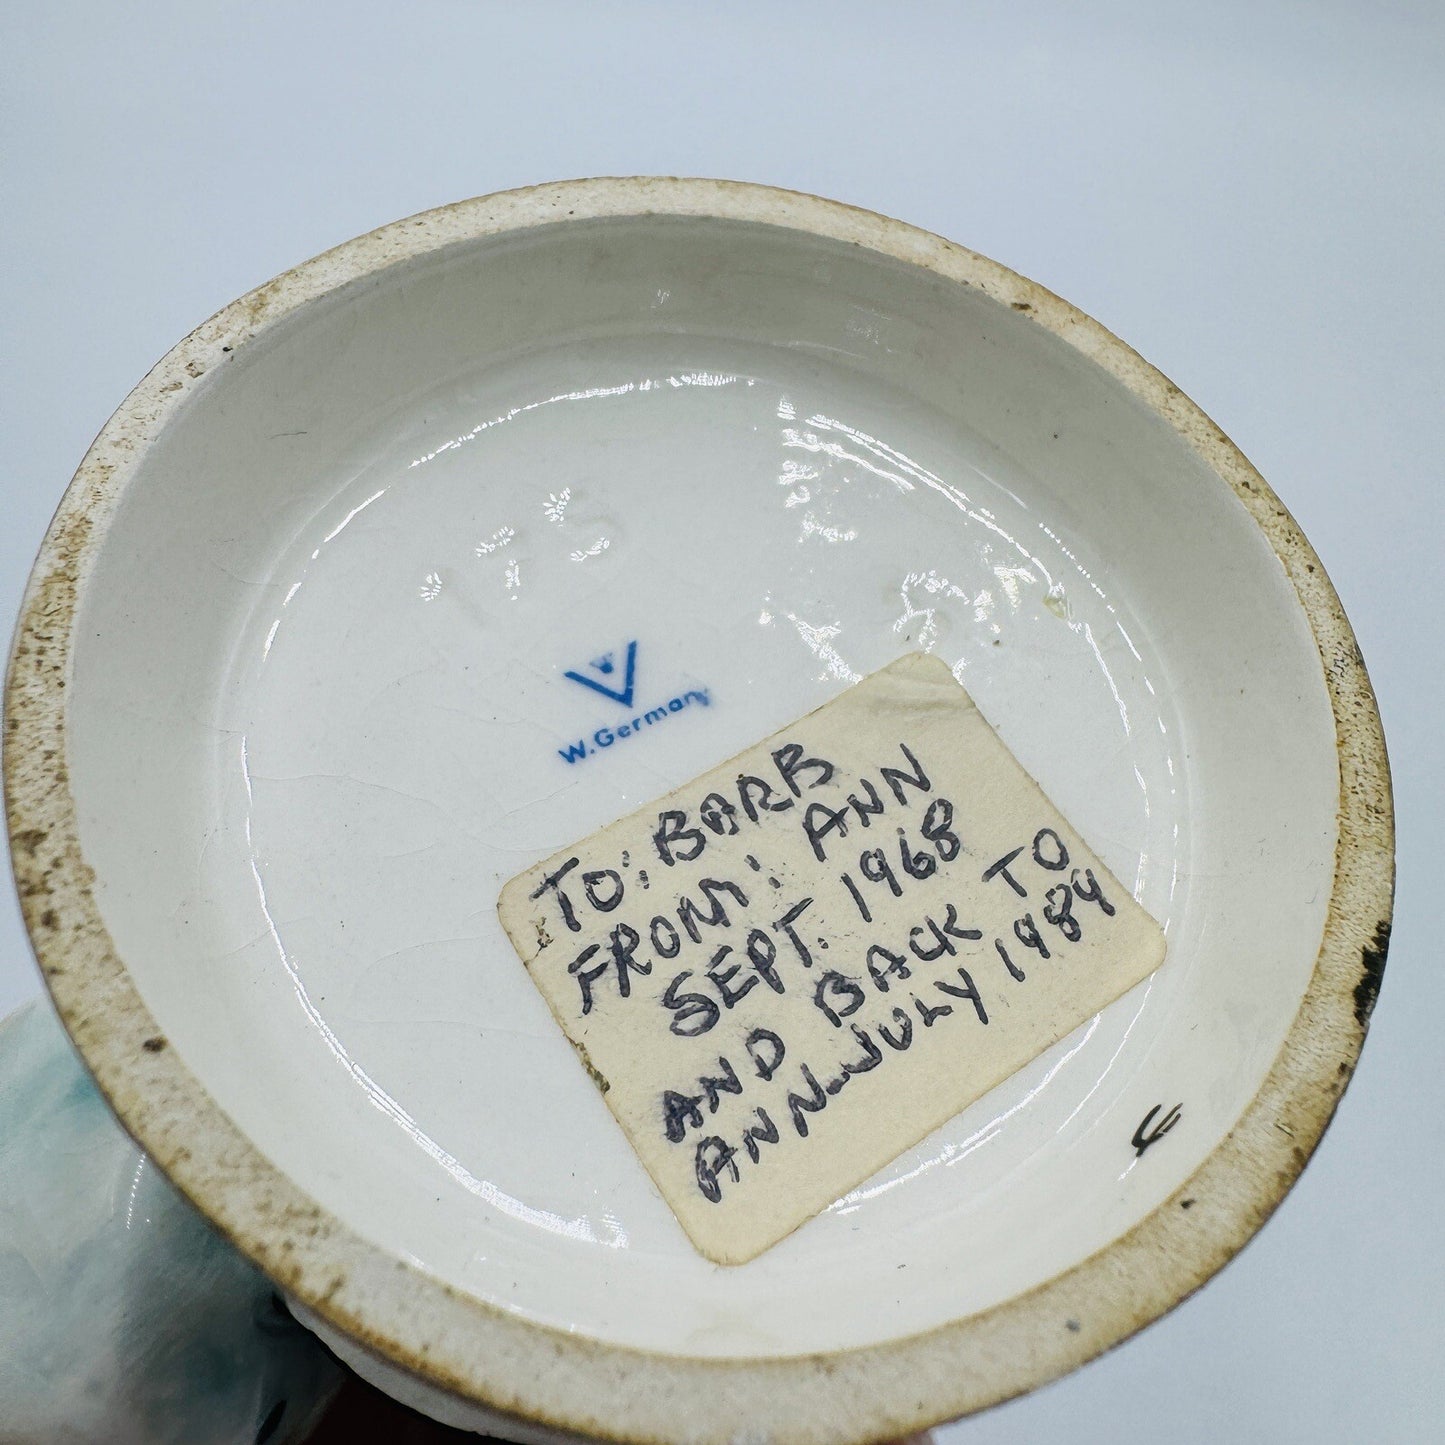 V
W. Germany
TO: BARB
FROM: ANN
SEPT. 1968
AND BACK TO
ANN JULY 1989